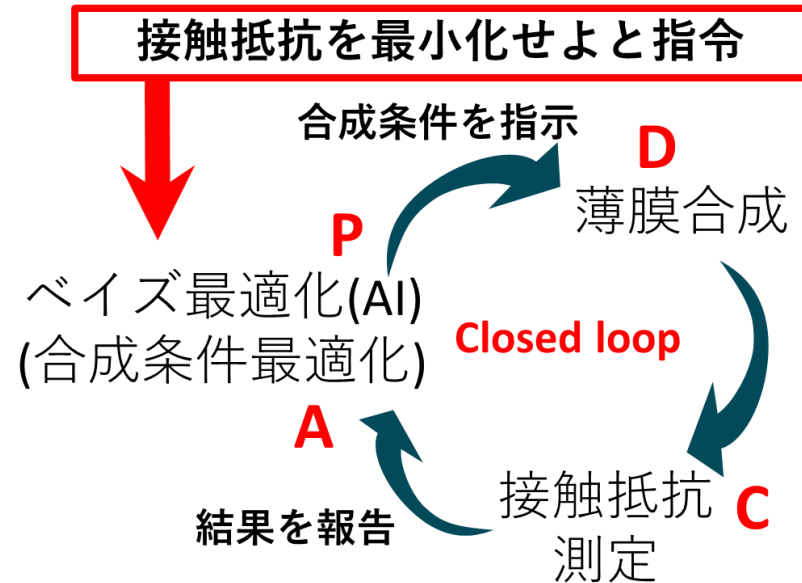 接触抵抗を最小化せよと指令
合成条件を指示
D
薄膜合成
P
ベイズ最適化(AI)
(合成条件最適化)
Closed loop
A
接触抵抗
測定
C
結果を報告